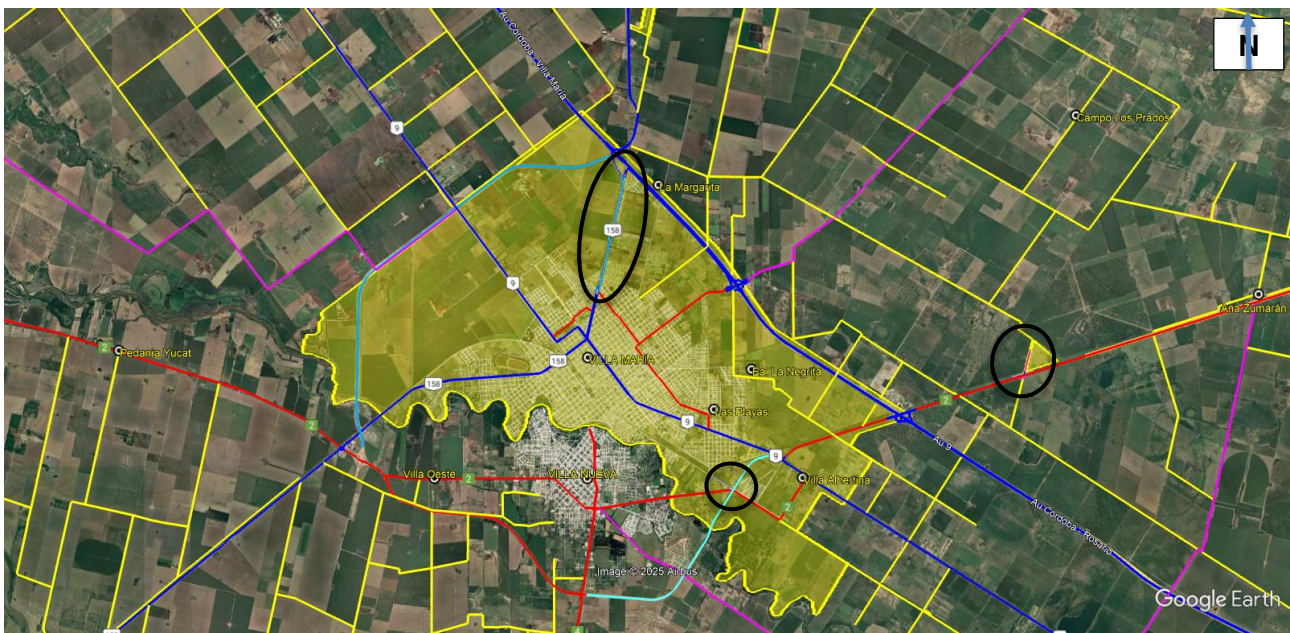 Au Córdoba - Villa María
N
9
Campo Los Prados
La Margarita
158
9
Ana Zumarán
2
Pedanía Yucat
158
VILLA MARÍA
158
Ea. La Negrita
2
Las Playas
9
2
Au 9
9
Villa Oeste
2
VILLA NUEVA
Villa Albertina
2
Au Córdoba - Rosario
Image © 2025 Airbus
Google Earth
4